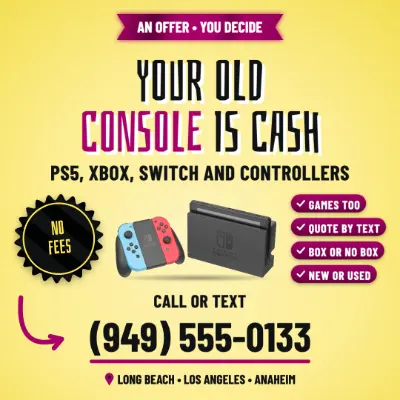 AN OFFER • YOU DECIDE
YOUR OLD
CONSOLE IS CASH
PS5, XBOX, SWITCH AND CONTROLLERS
NO
FEES
GAMES TOO
QUOTE BY TEXT
BOX OR NO BOX
NEW OR USED
CALL OR TEXT
(949) 555-0133
LONG BEACH • LOS ANGELES • ANAHEIM